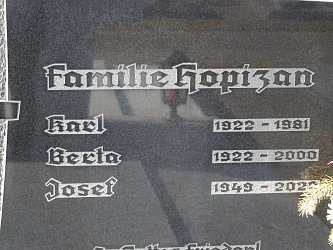 Familie Hopizan
Karl 1922 - 1981
Berta 1922 - 2000
Josef 1949 -